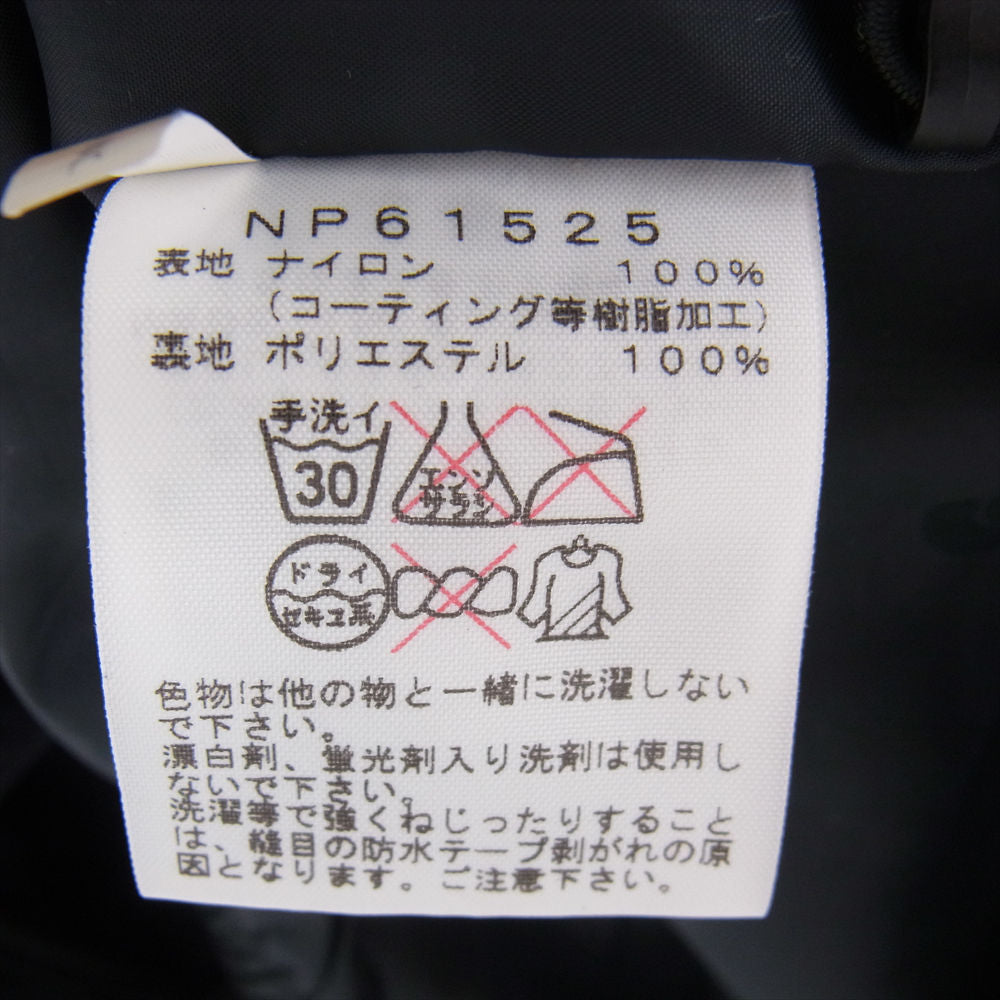 NP61525
表地 ナイロン 100%
(コーティング等樹脂加工)
裏地 ポリエステル 100%
手洗イ
30
エンソ
サラシ
ドライ
セキユ系
色物は他の物と一緒に洗濯しない
で下さい。
漂白剤、蛍光剤入り洗剤は使用し
ないで下さい。
洗濯等で強くねじったりすること
は、縫目の防水テープ剥がれの原
因となります。ご注意下さい。